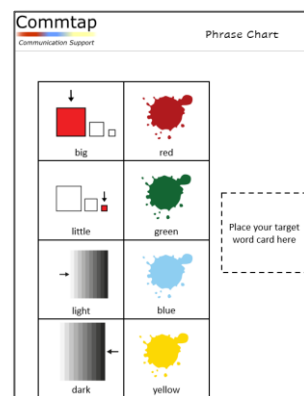 Commtap
Communication Support
Phrase Chart
big
red
little
green
Place your target
word card here
light
blue
dark
yellow